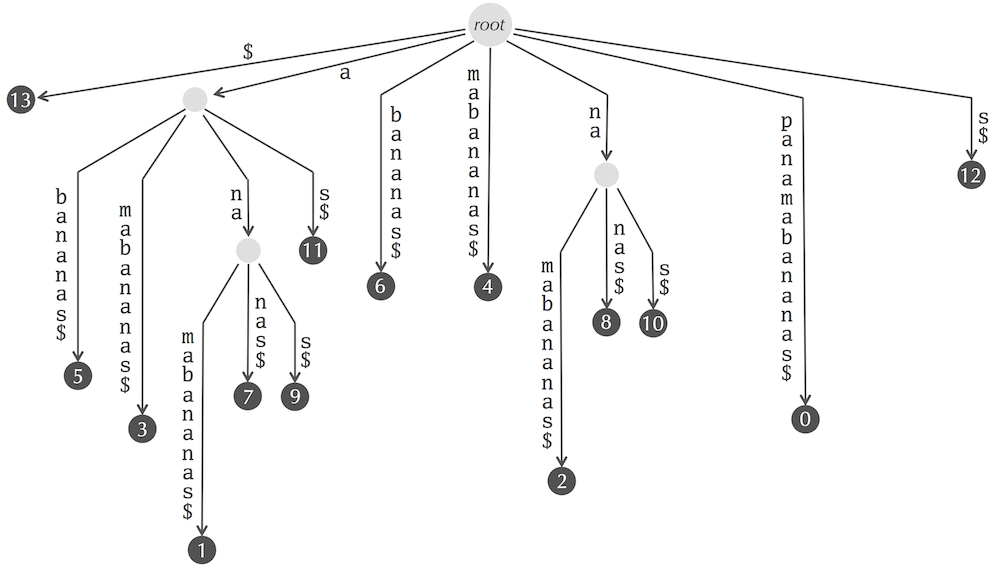 root
$
a
bananas$
mabananas$
na
panamabananas$
s$
13
12
bananas$
mabananas$
na
s$
11
6
4
mabananas$
nas$
s$
8
10
5
3
mabananas$
nas$
s$
7
9
0
2
1